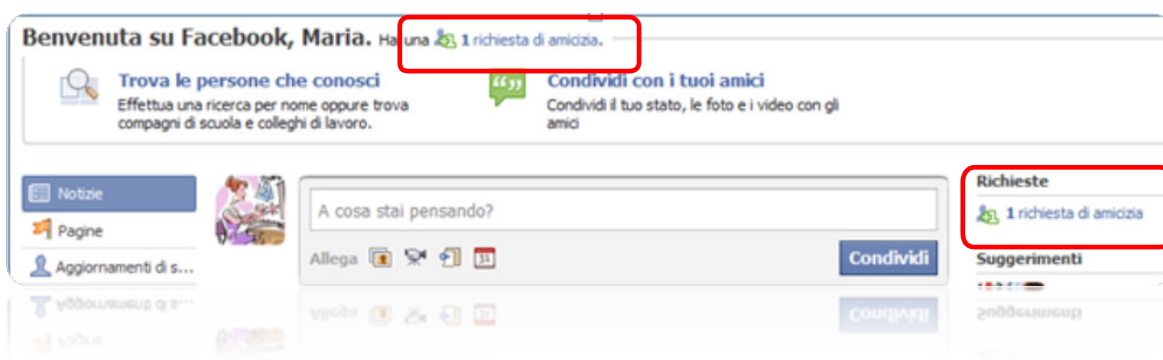 Benvenuta su Facebook, Maria. Ha una 1 richiesta di amicizia.
Trova le persone che conosci
Effettua una ricerca per nome oppure trova
compagni di scuola e colleghi di lavoro.
Condividi con i tuoi amici
Condividi il tuo stato, le foto e i video con gli
amici
Notizie
Pagine
Aggiornamenti di s...
A cosa stai pensando?
Allega 31
Condividi
Richieste
1 richiesta di amicizia
Suggerimenti